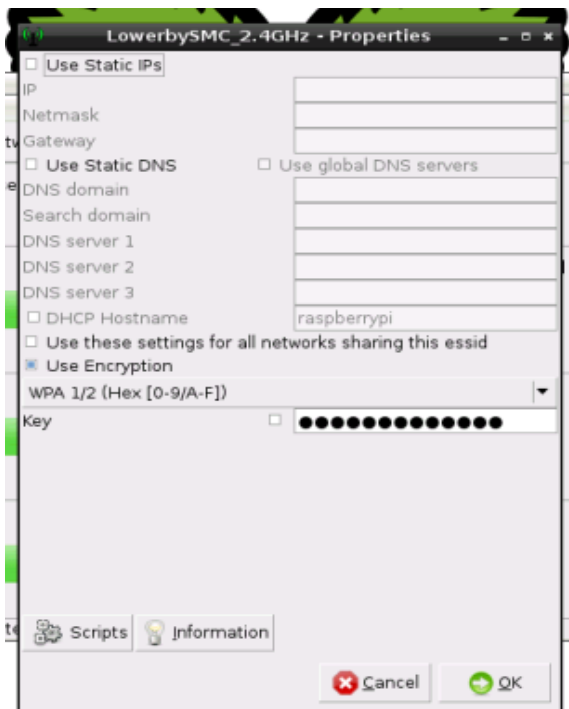 LowerbySMC_2.4GHz - Properties
Use Static IPs
IP
Netmask
Gateway
Use Static DNS Use global DNS servers
DNS domain
Search domain
DNS server 1
DNS server 2
DNS server 3
DHCP Hostname raspberrypi
Use these settings for all networks sharing this essid
Use Encryption
WPA 1/2 (Hex [0-9/A-F])
Key ●●●●●●●●●●●●●
Scripts Information
Cancel OK